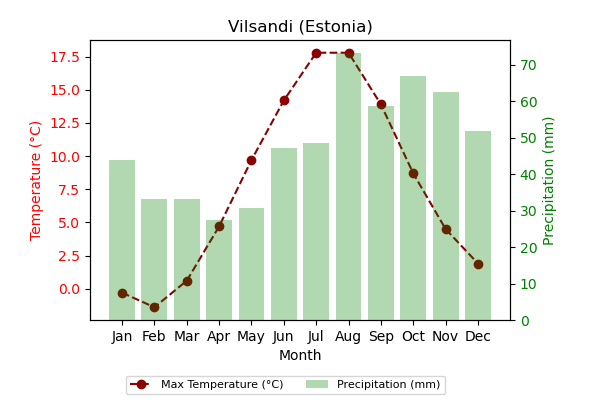 Vilsandi (Estonia)
17.5
15.0
12.5
10.0
7.5
5.0
2.5
0.0
Temperature (°C)
70
60
50
40
30
20
10
0
Precipitation (mm)
Jan Feb Mar Apr May Jun Jul Aug Sep Oct Nov Dec
Month
Max Temperature (°C) Precipitation (mm)